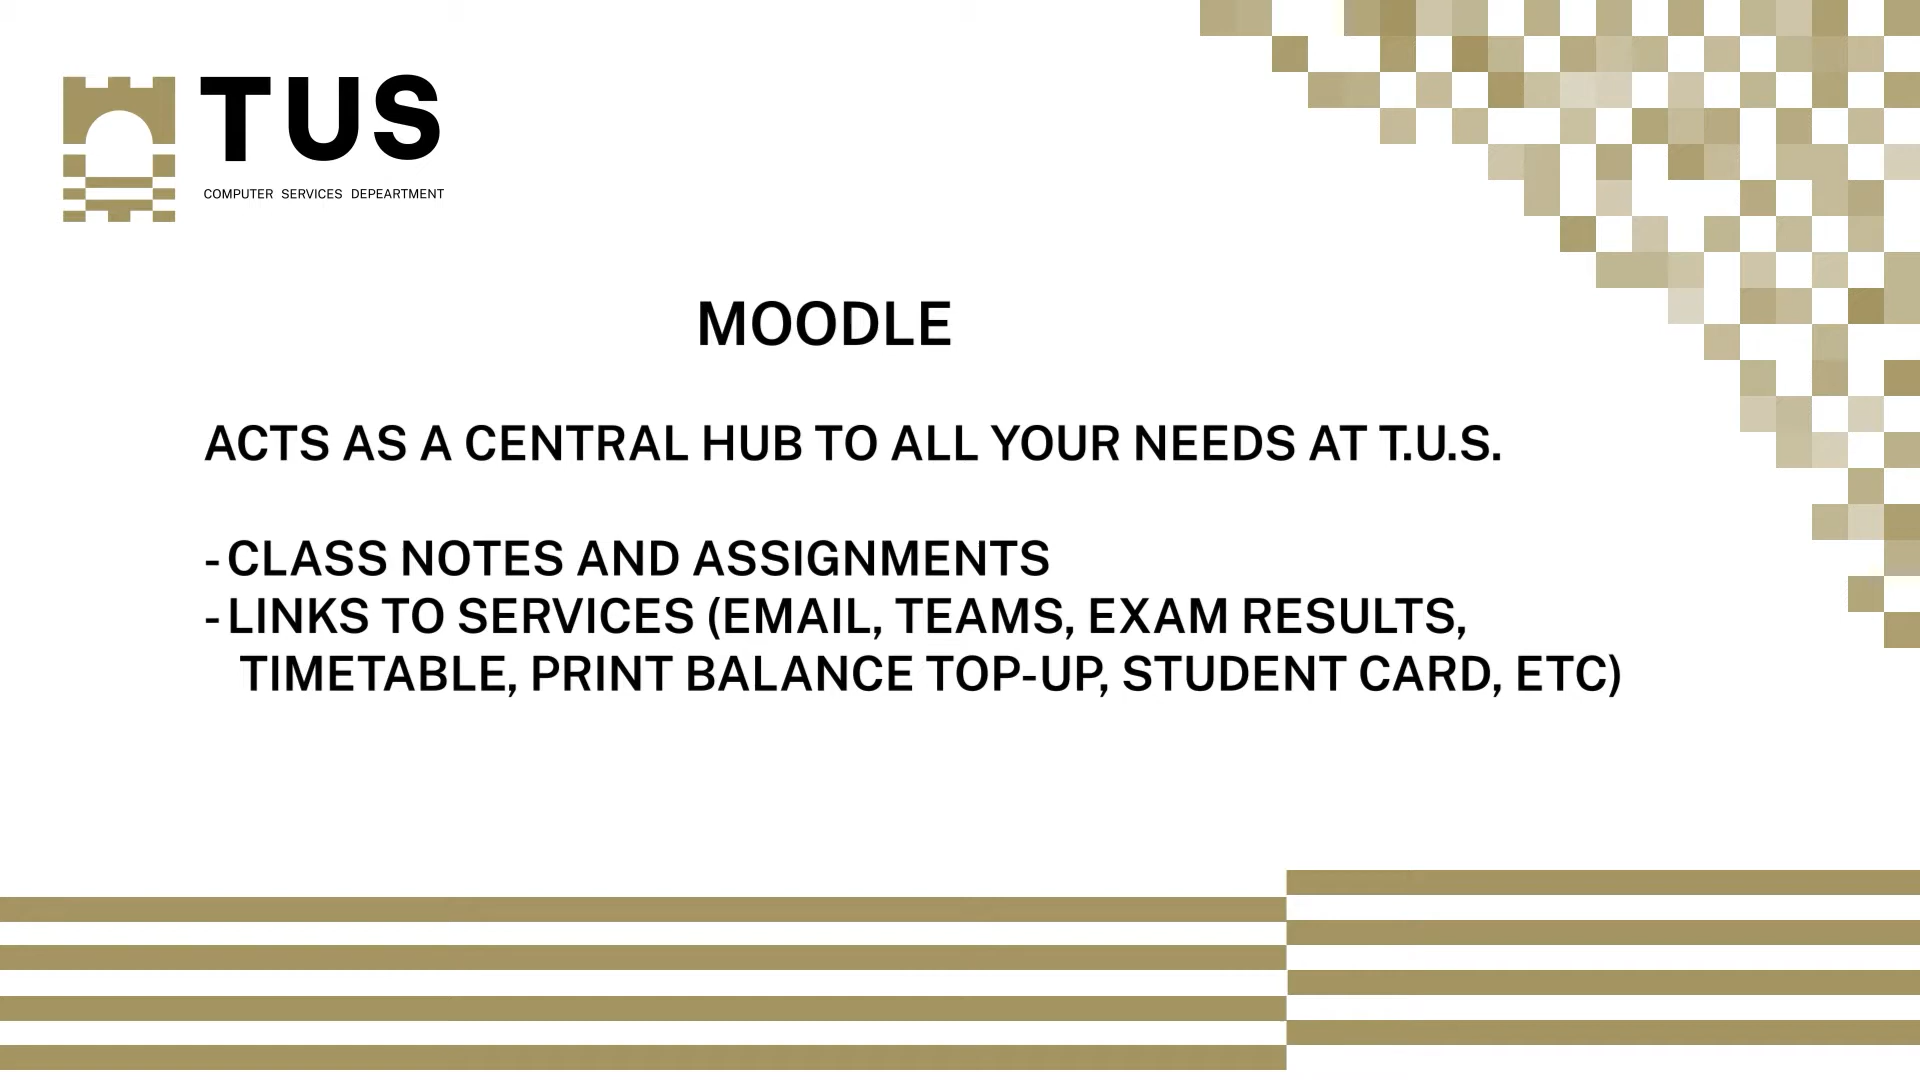 TUS
COMPUTER SERVICES DEPEARTMENT
MOODLE
ACTS AS A CENTRAL HUB TO ALL YOUR NEEDS AT T.U.S.
- CLASS NOTES AND ASSIGNMENTS
- LINKS TO SERVICES (EMAIL, TEAMS, EXAM RESULTS,
TIMETABLE, PRINT BALANCE TOP-UP, STUDENT CARD, ETC)